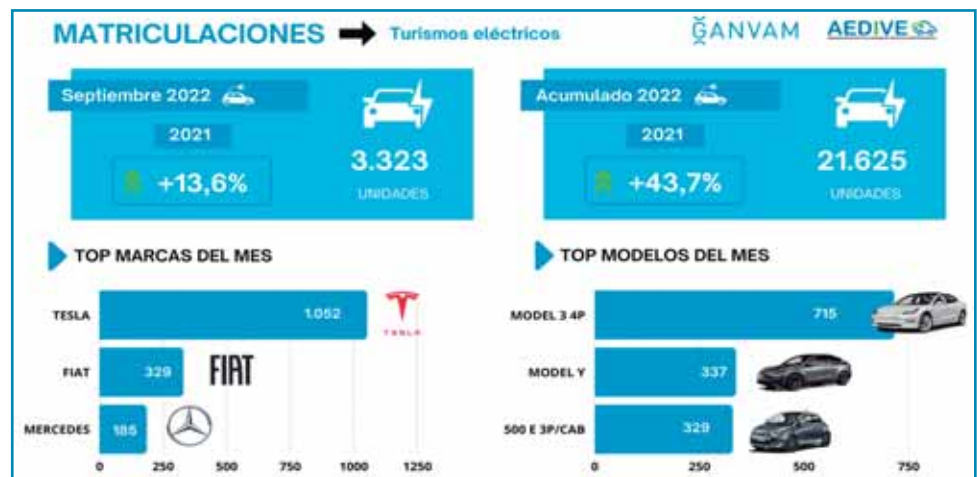 MATRICULACIONES Turismos eléctricos
ĞANVAM AEDIVE
Septiembre 2022
2021
+13,6%
3.323
UNIDADES
Acumulado 2022
2021
+43,7%
21.625
UNIDADES
TOP MARCAS DEL MES
TESLA 1.052 TESLA
FIAT 329 FIAT
MERCEDES 185
0 250 500 750 1000 1250
TOP MODELOS DEL MES
MODEL 3 4P 715
MODEL Y 337
500 E 3P/CAB 329
0 250 500 750